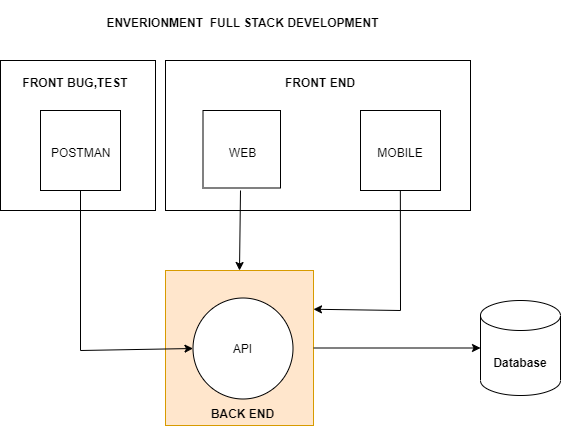 ENVERIONMENT FULL STACK DEVELOPMENT
FRONT BUG,TEST
FRONT END
POSTMAN
WEB
MOBILE
API
Database
BACK END